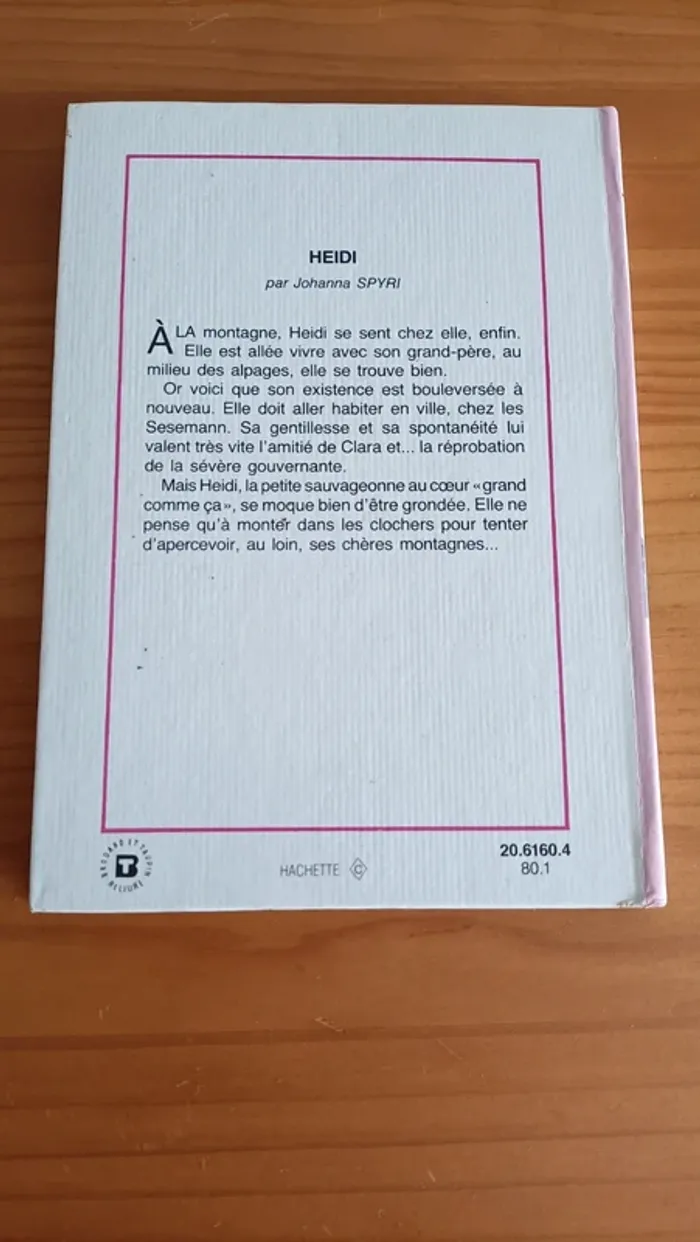 HEIDI
par Johanna SPYRI
À LA montagne, Heidi se sent chez elle, enfin.
Elle est allée vivre avec son grand-père, au
milieu des alpages, elle se trouve bien.
Or voici que son existence est bouleversée à
nouveau. Elle doit aller habiter en ville, chez les
Sesemann. Sa gentillesse et sa spontanéité lui
valent très vite l'amitié de Clara et... la réprobation
de la sévère gouvernante.
Mais Heidi, la petite sauvageonne au cœur «grand
comme ça», se moque bien d'être grondée. Elle ne
pense qu'à monter dans les clochers pour tenter
d'apercevoir, au loin, ses chères montagnes...
BRODARD ET TAUPIN
RELIURE
HACHETTE C
20.6160.4
80.1